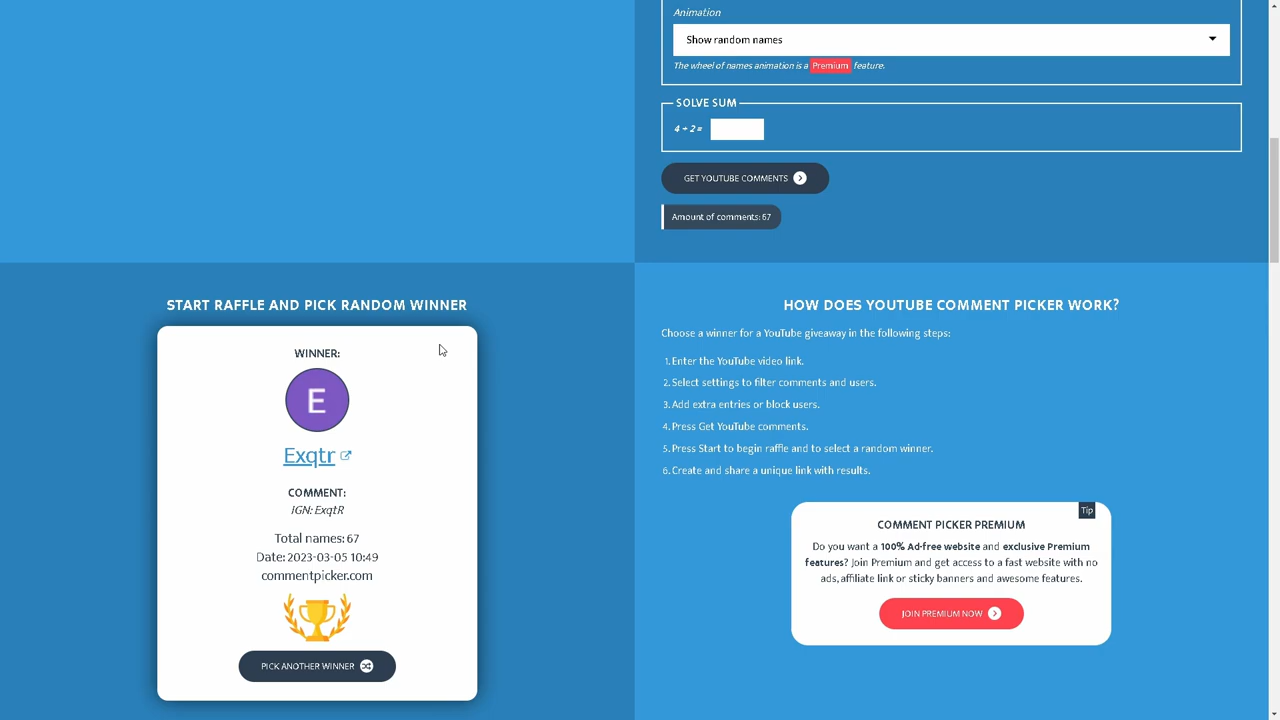 Animation
Show random names
The wheel of names animation is a Premium feature.
SOLVE SUM
4 + 2 =
GET YOUTUBE COMMENTS
Amount of comments: 67
START RAFFLE AND PICK RANDOM WINNER
WINNER:
E
Exqtr
COMMENT:
IGN: ExqtR
Total names: 67
Date: 2023-03-05 10:49
commentpicker.com
PICK ANOTHER WINNER
HOW DOES YOUTUBE COMMENT PICKER WORK?
Choose a winner for a YouTube giveaway in the following steps:
1. Enter the YouTube video link.
2. Select settings to filter comments and users.
3. Add extra entries or block users.
4. Press Get YouTube comments.
5. Press Start to begin raffle and to select a random winner.
6. Create and share a unique link with results.
Tip
COMMENT PICKER PREMIUM
Do you want a 100% Ad-free website and exclusive Premium
features? Join Premium and get access to a fast website with no
ads, affiliate link or sticky banners and awesome features.
JOIN PREMIUM NOW